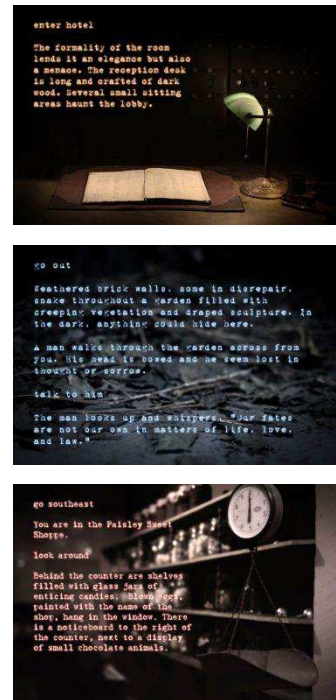 enter hotel
The formality of the room
lends it an elegance but also
a menace. The reception desk
is long and crafted of dark
wood. Several small sitting
areas haunt the lobby.
go out
Weathered brick walls, some in disrepair,
snake throughout a garden filled with
creeping vegetation and draped sculpture. In
the dark, anything could hide here.
A man walks through the garden across from
you. His head is bowed and he seem lost in
thought or sorrow.
talk to him
The man looks up and whispers, "Our fates
are not our own in matters of life, love,
and law."
go southeast
You are in the Paisley Sweet
Shoppe.
look around
Behind the counter are shelves
filled with glass jars of
enticing candies. Blown eggs,
painted with the name of the
shop, hang in the window. There
is a noticeboard to the right of
the counter, next to a display
of small chocolate animals.